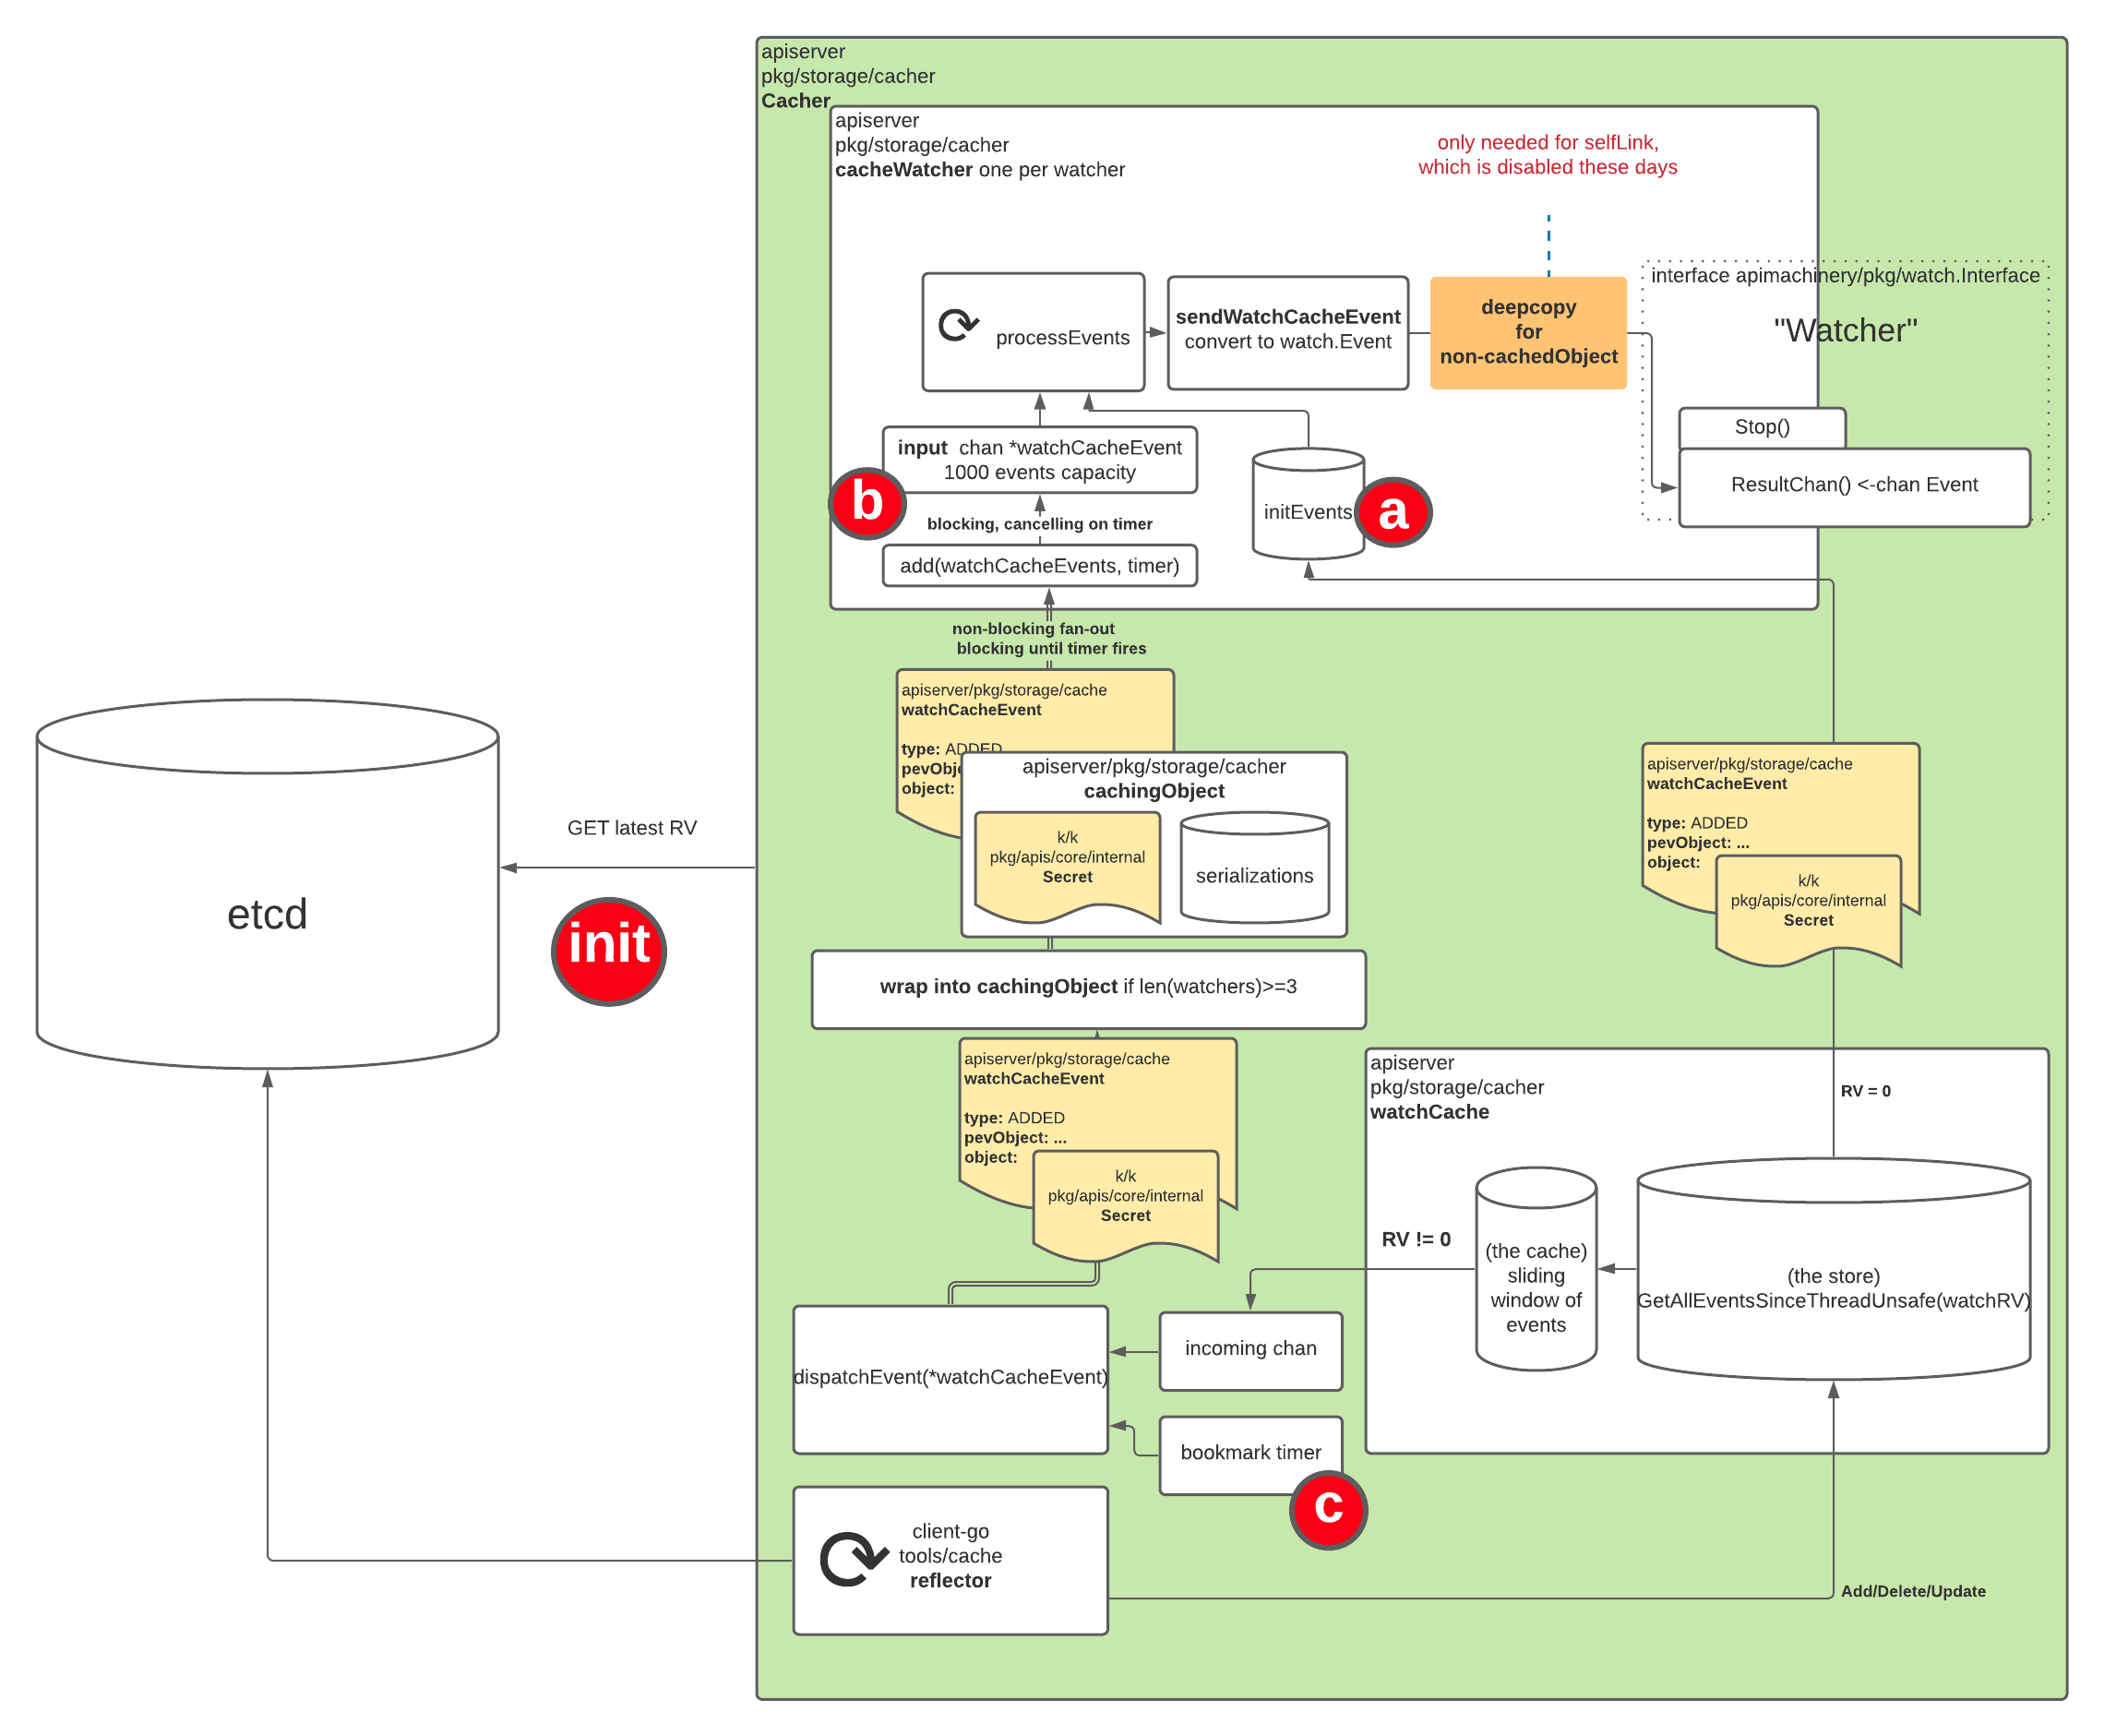 apiserver
pkg/storage/cacher
Cacher
apiserver
pkg/storage/cacher
cacheWatcher one per watcher
only needed for selfLink,
which is disabled these days
processEvents
sendWatchCacheEvent
convert to watch.Event
deepcopy
for
non-cachedObject
interface apimachinery/pkg/watch.Interface
"Watcher"
Stop()
ResultChan() <-chan Event
input chan *watchCacheEvent
1000 events capacity
b
initEvents
a
blocking, cancelling on timer
add(watchCacheEvents, timer)
non-blocking fan-out
blocking until timer fires
apiserver/pkg/storage/cache
watchCacheEvent
type: ADDED
pevObje
object:
apiserver/pkg/storage/cacher
cachingObject
k/k
pkg/apis/core/internal
Secret
serializations
apiserver/pkg/storage/cache
watchCacheEvent
type: ADDED
pevObject: ...
object:
k/k
pkg/apis/core/internal
Secret
GET latest RV
etcd
init
wrap into cachingObject if len(watchers)>=3
apiserver/pkg/storage/cache
watchCacheEvent
type: ADDED
pevObject: ...
object:
k/k
pkg/apis/core/internal
Secret
apiserver
pkg/storage/cacher
watchCache
RV = 0
RV != 0
(the cache)
sliding
window of
events
(the store)
GetAllEventsSinceThreadUnsafe(watchRV)
dispatchEvent(*watchCacheEvent)
incoming chan
bookmark timer
c
client-go
tools/cache
reflector
Add/Delete/Update